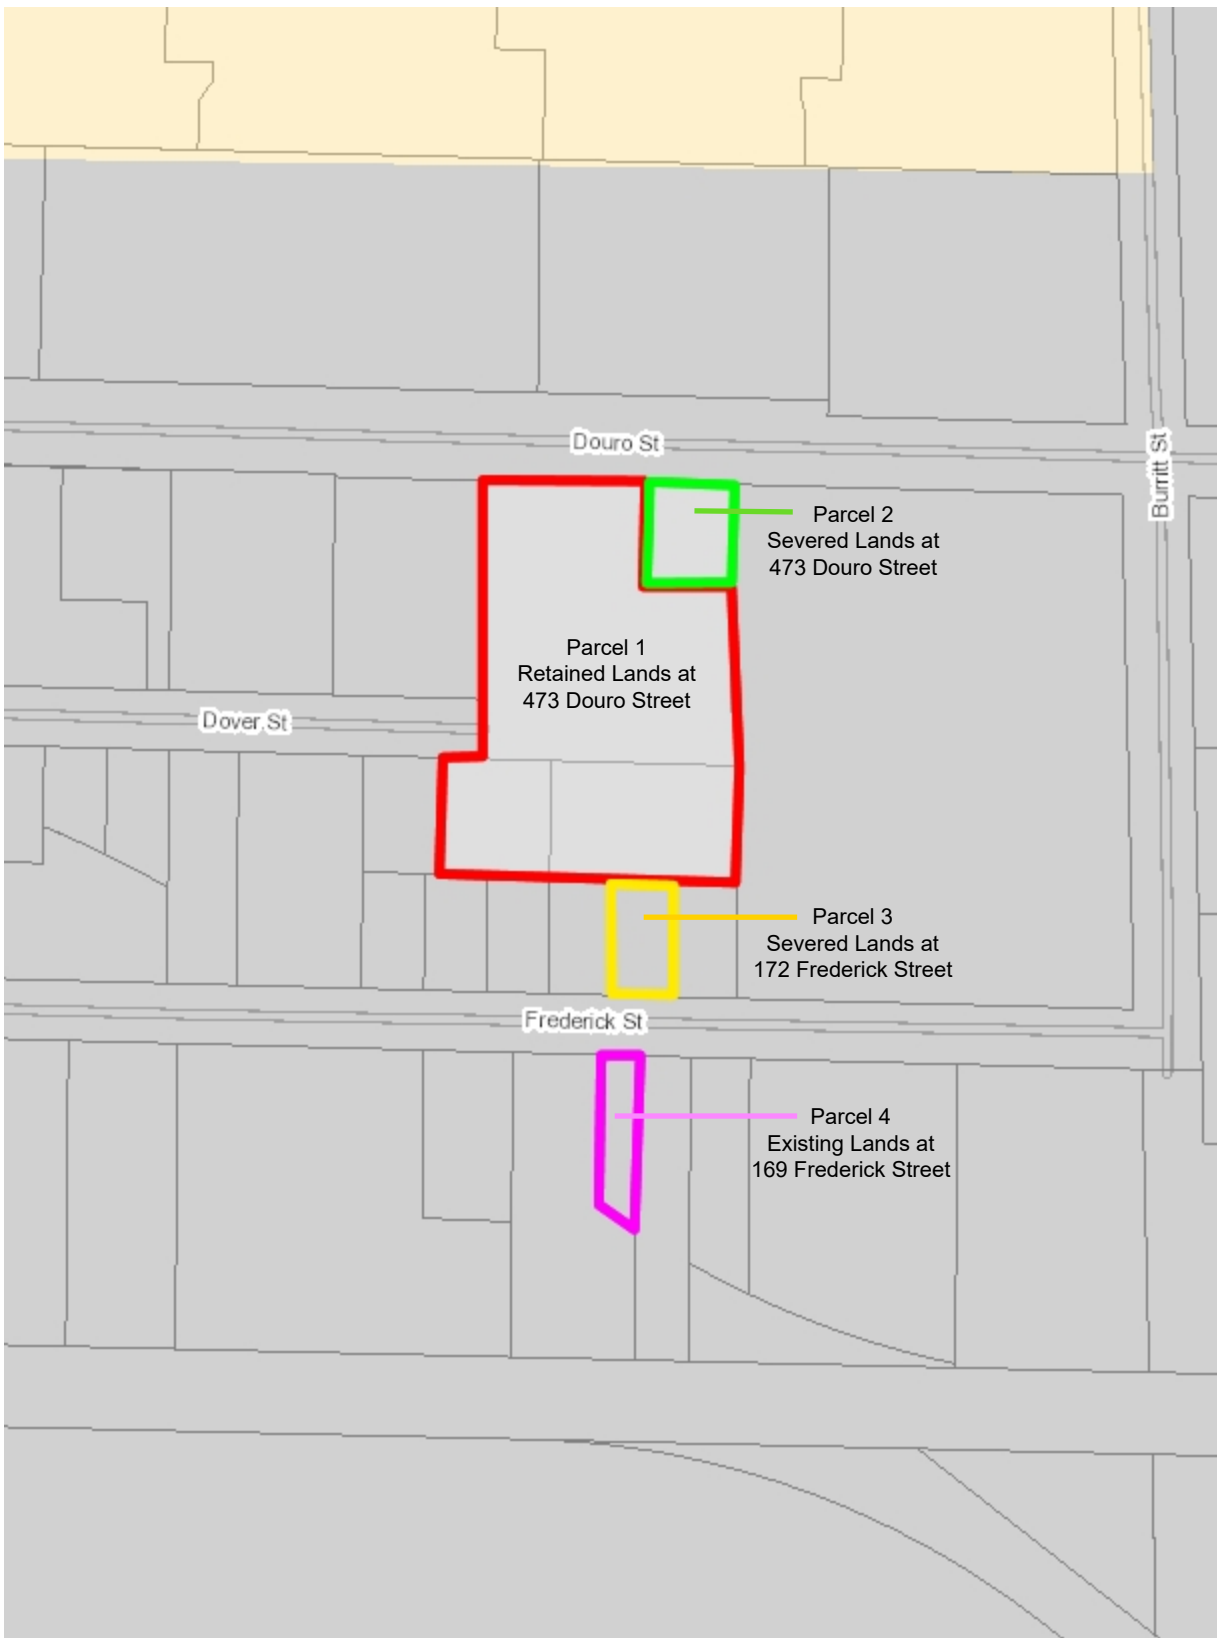 Douro St
Burritt St
Parcel 2
Severed Lands at
473 Douro Street
Parcel 1
Retained Lands at
473 Douro Street
Dover St
Parcel 3
Severed Lands at
172 Frederick Street
Frederick St
Parcel 4
Existing Lands at
169 Frederick Street